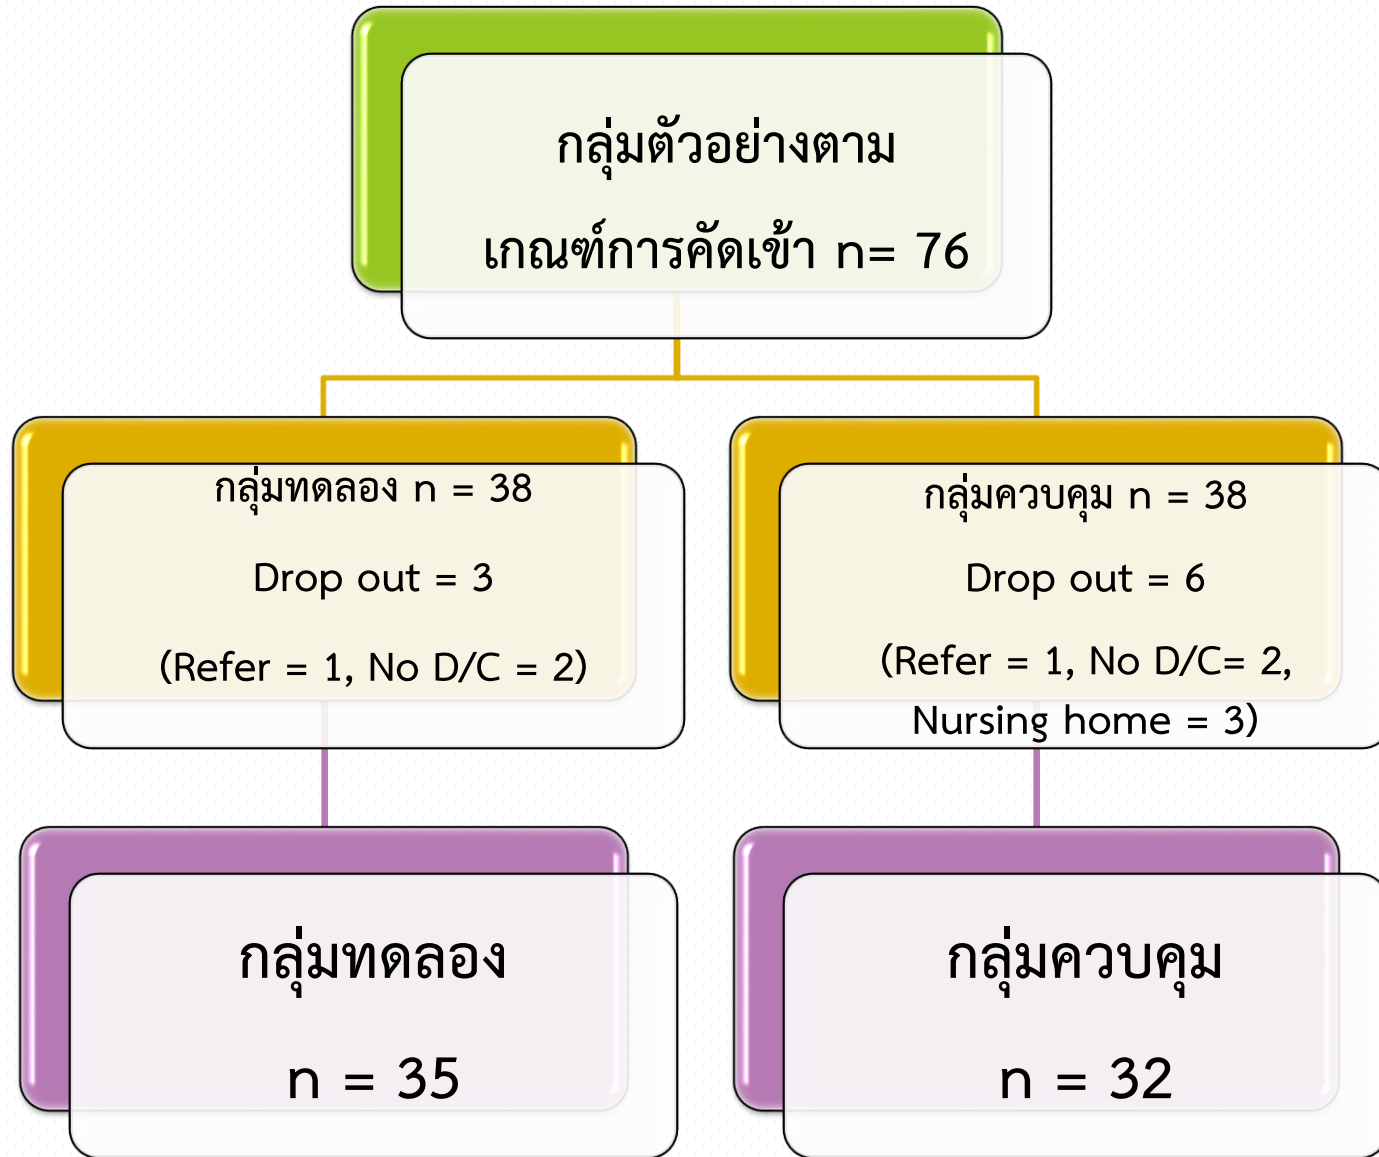 กลุ่มตัวอย่างตาม
เกณฑ์การคัดเข้า n= 76
กลุ่มทดลอง n = 38
Drop out = 3
(Refer = 1, No D/C = 2)
กลุ่มควบคุม n = 38
Drop out = 6
(Refer = 1, No D/C= 2,
Nursing home = 3)
กลุ่มทดลอง
n = 35
กลุ่มควบคุม
n = 32